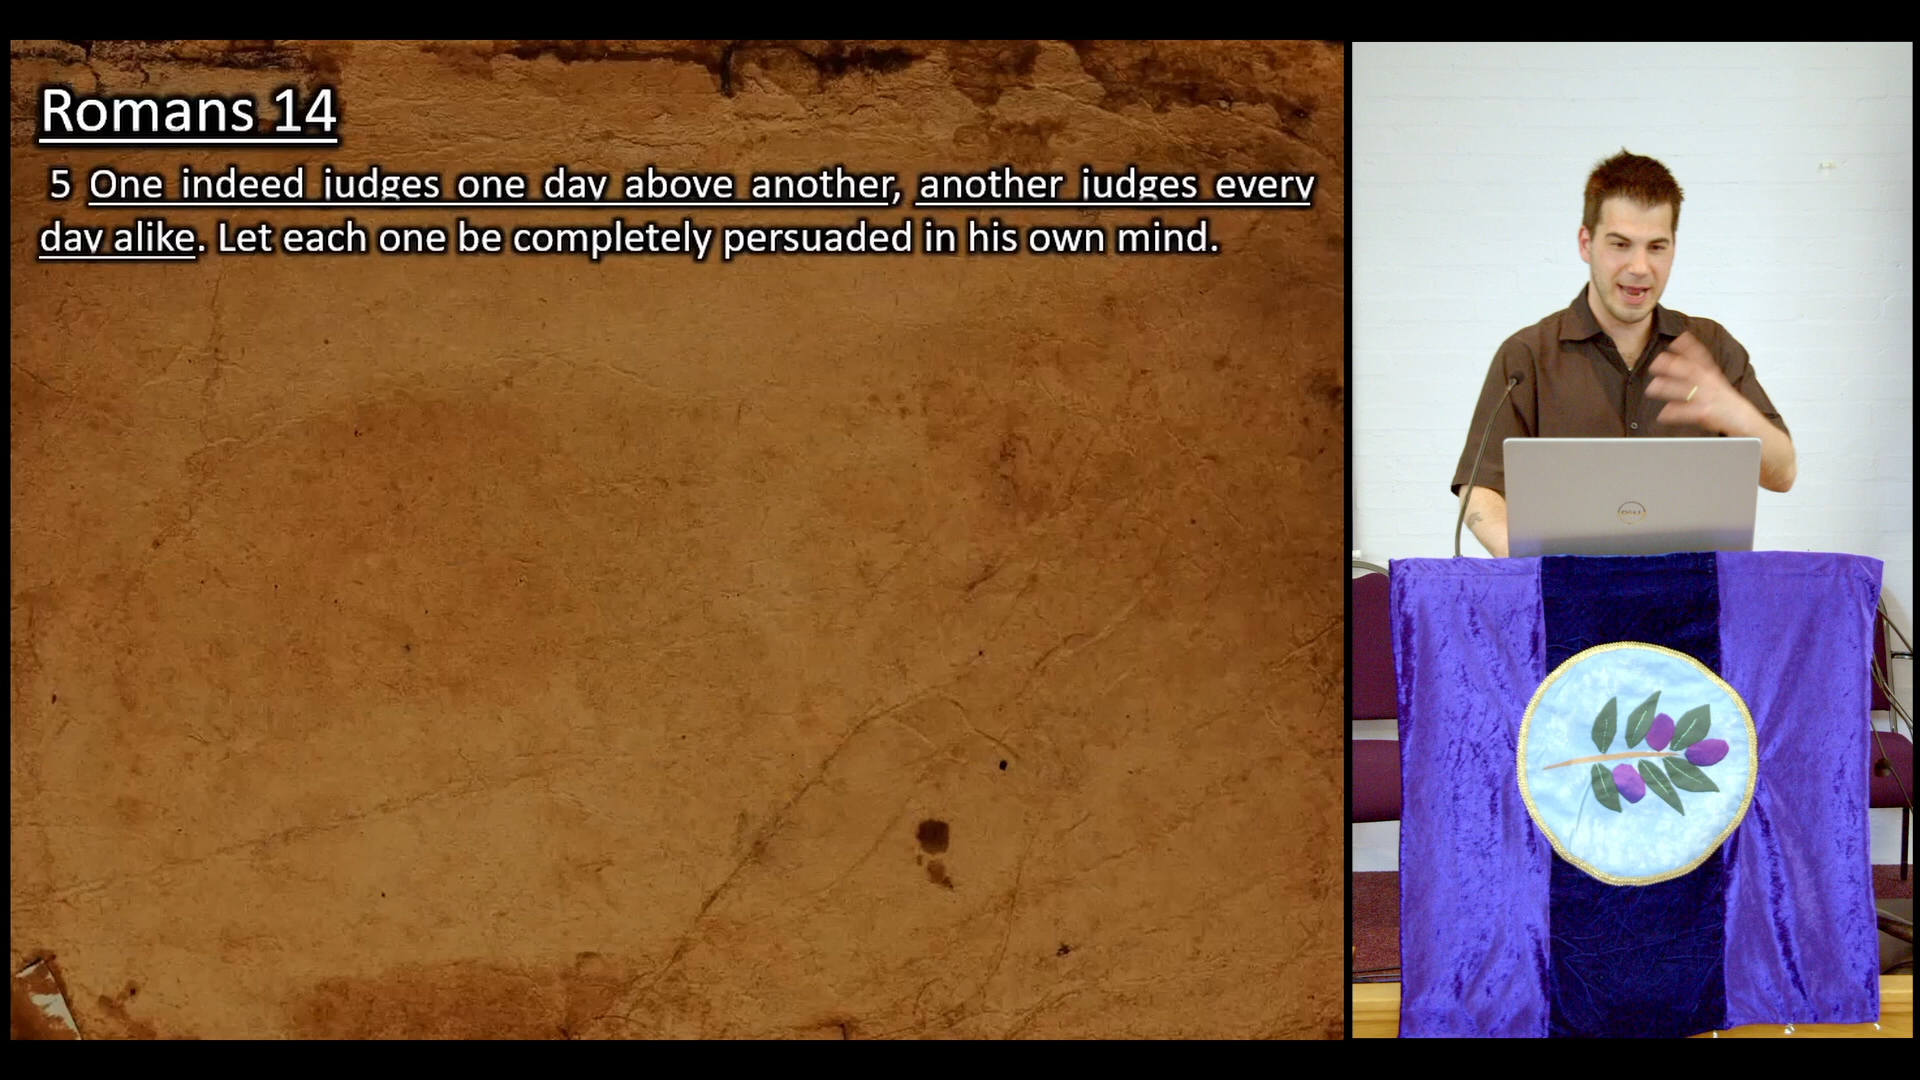 Romans 14
5 One indeed judges one day above another, another judges every
day alike. Let each one be completely persuaded in his own mind.
DELL